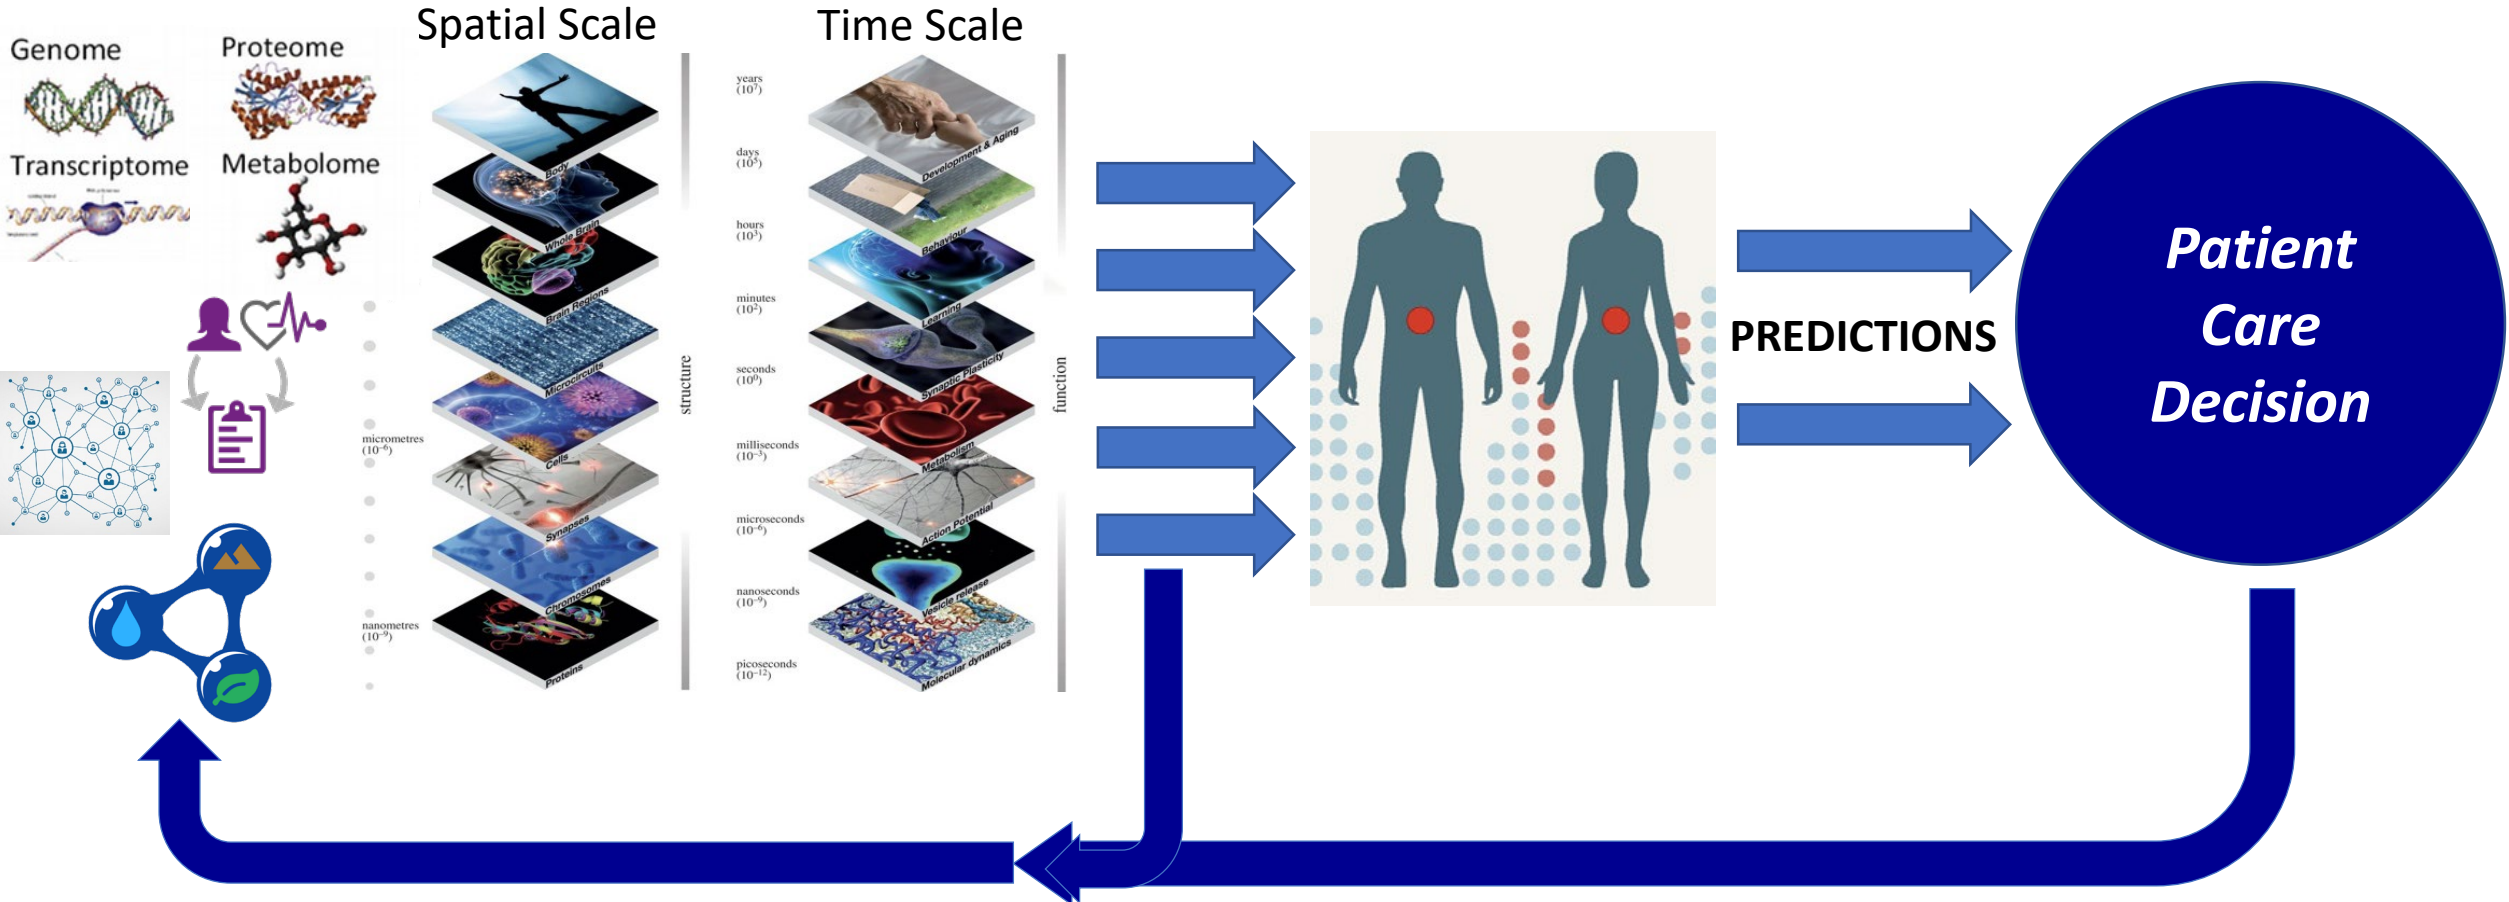 Genome
Proteome
Transcriptome
Metabolome
Spatial Scale
Body
Whole Brain
Brain Regions
Microcircuits
Cells
Synapses
Chromosomes
Proteins
micrometres
(10⁻⁶)
nanometres
(10⁻⁹)
structure
Time Scale
years
(10⁷)
days
(10⁵)
hours
(10³)
minutes
(10²)
seconds
(10⁰)
milliseconds
(10⁻³)
microseconds
(10⁻⁶)
nanoseconds
(10⁻⁹)
picoseconds
(10⁻¹²)
Development & Aging
Behaviour
Learning
Synaptic Plasticity
Metabolism
Action Potential
Vesicle release
Molecular dynamics
function
PREDICTIONS
Patient
Care
Decision